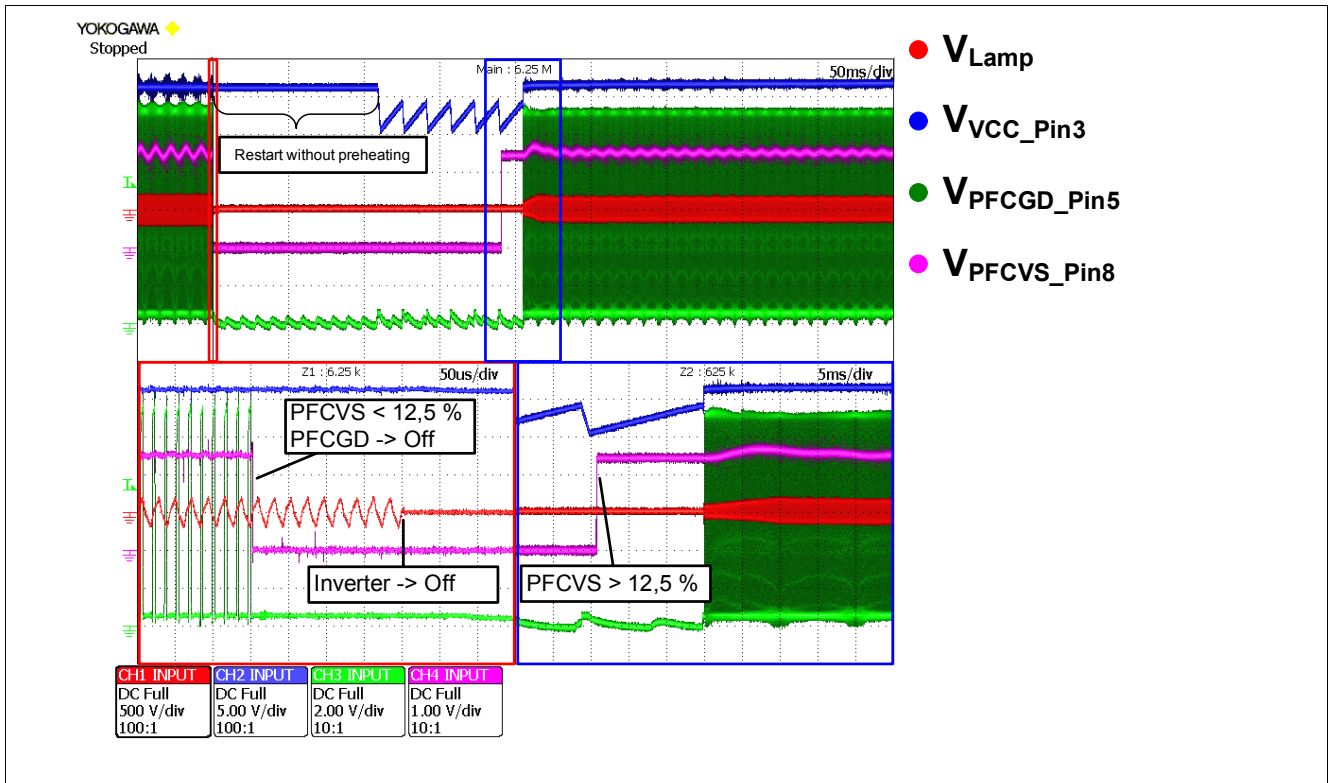 YOKOGAWA
Stopped
Main : 6.25 M
50ms/div
Restart without preheating
Z1 : 6.25 k
50us/div
Z2 : 625 k
5ms/div
PFCVS < 12,5 %
PFCGD -> Off
Inverter -> Off
PFCVS > 12,5 %
CH1 INPUT
DC Full
500 V/div
100:1
CH2 INPUT
DC Full
5.00 V/div
100:1
CH3 INPUT
DC Full
2.00 V/div
10:1
CH4 INPUT
DC Full
1.00 V/div
10:1
VLamp
VVCC_Pin3
VPFCGD_Pin5
VPFCVS_Pin8